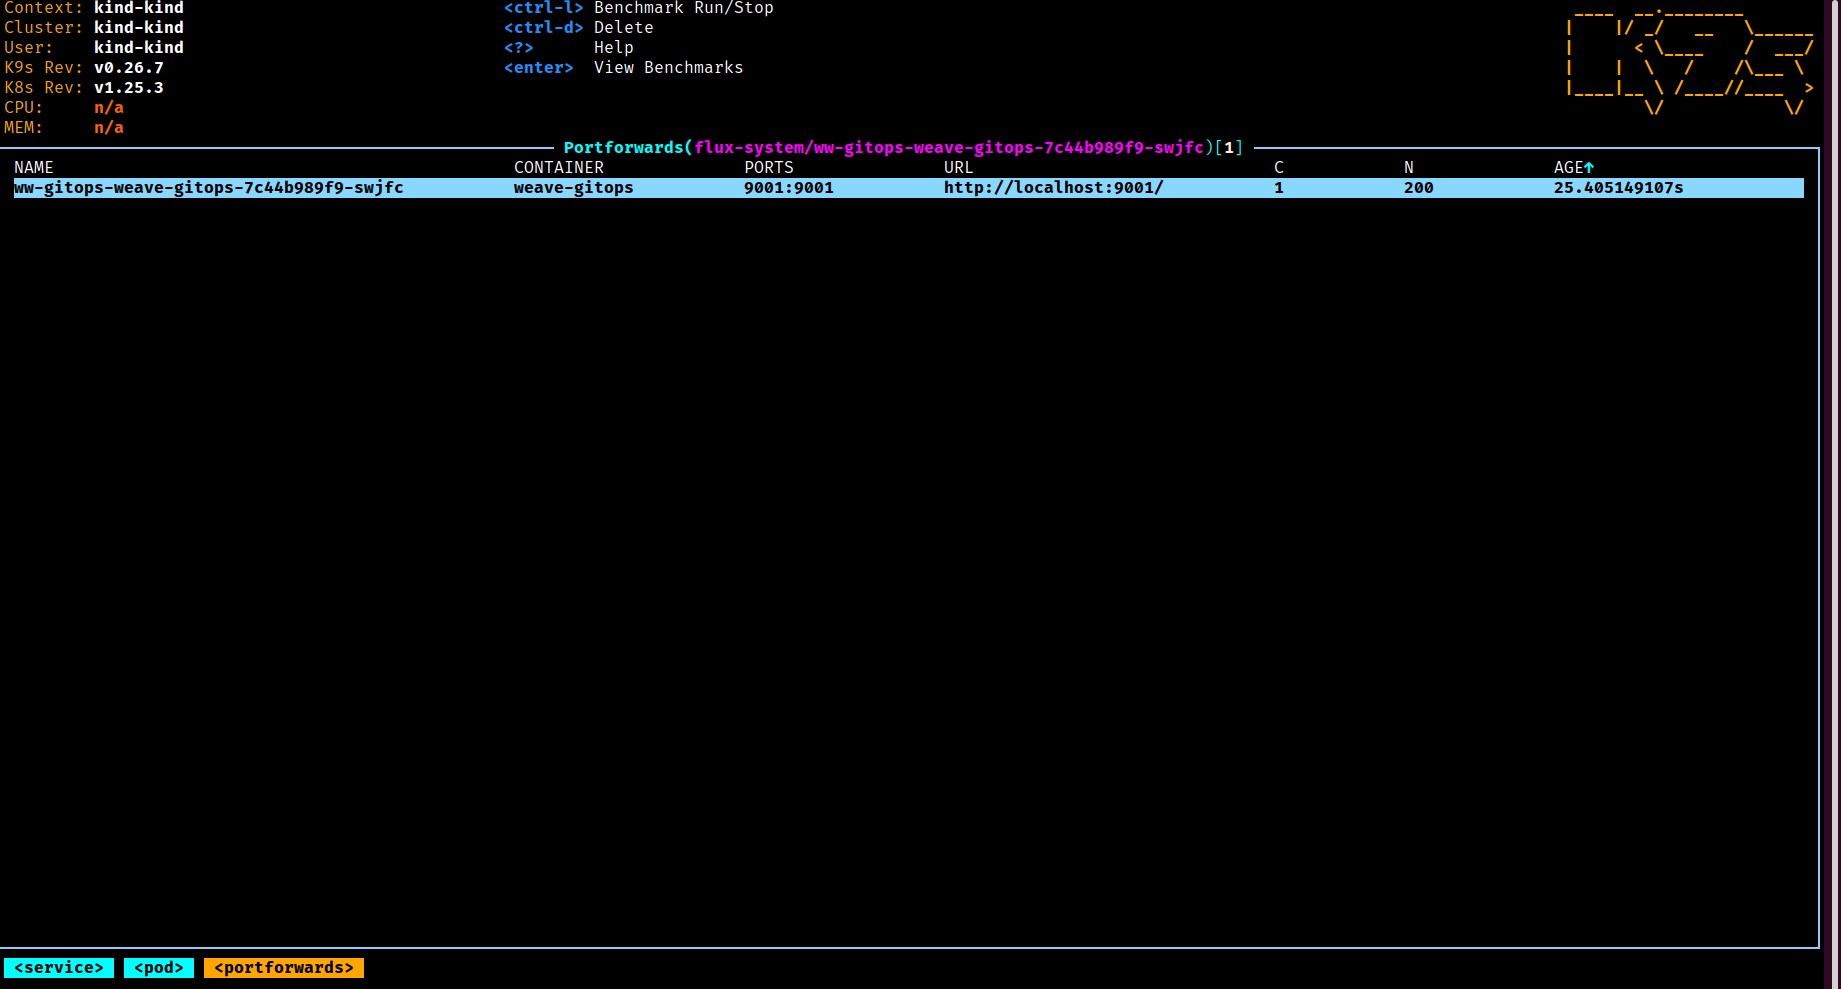 Context: kind-kind <ctrl-l> Benchmark Run/Stop
Cluster: kind-kind <ctrl-d> Delete
User: kind-kind <?> Help
K9s Rev: v0.26.7 <enter> View Benchmarks
K8s Rev: v1.25.3
CPU: n/a
MEM: n/a
Portforwards(flux-system/ww-gitops-weave-gitops-7c44b989f9-swjfc)[1]
NAME CONTAINER PORTS URL C N AGE↑
ww-gitops-weave-gitops-7c44b989f9-swjfc weave-gitops 9001:9001 http://localhost:9001/ 1 200 25.405149107s
<service> <pod> <portforwards>